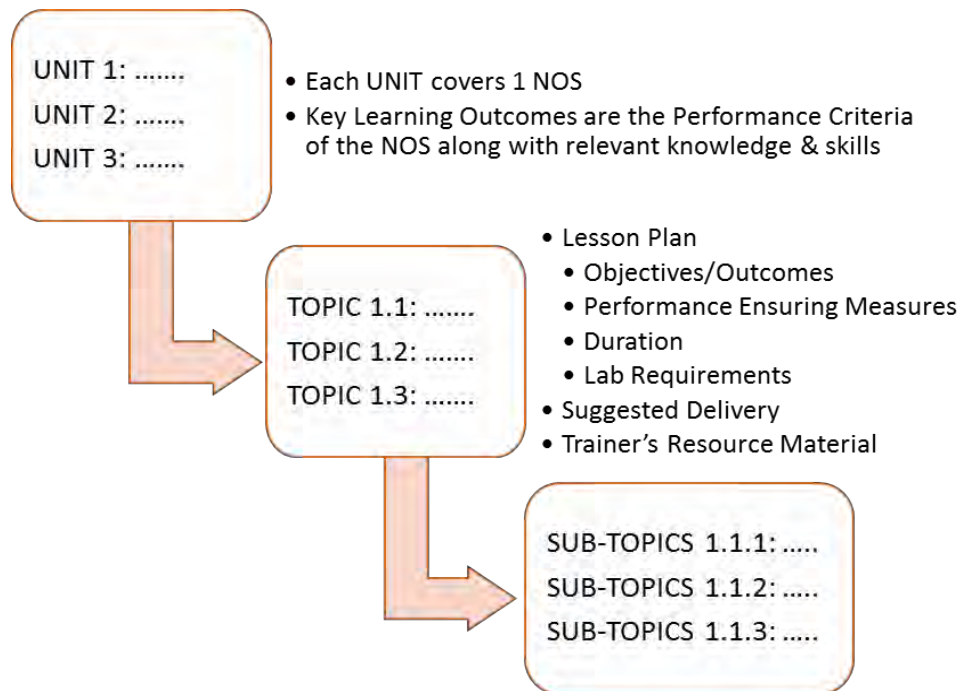 UNIT 1: .......
UNIT 2: .......
UNIT 3: .......
• Each UNIT covers 1 NOS
• Key Learning Outcomes are the Performance Criteria
of the NOS along with relevant knowledge & skills
TOPIC 1.1: .......
TOPIC 1.2: .......
TOPIC 1.3: .......
• Lesson Plan
• Objectives/Outcomes
• Performance Ensuring Measures
• Duration
• Lab Requirements
• Suggested Delivery
• Trainer’s Resource Material
SUB-TOPICS 1.1.1: .....
SUB-TOPICS 1.1.2: .....
SUB-TOPICS 1.1.3: .....